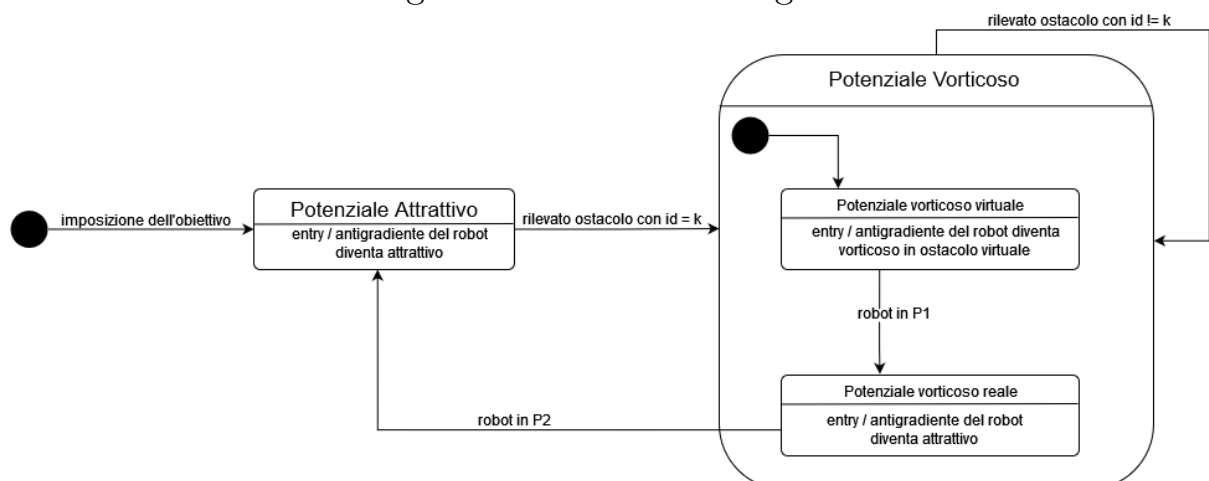 rilevato ostacolo con id != k
Potenziale Vorticoso
imposizione dell'obiettivo
Potenziale Attrattivo
entry / antigradiente del robot
diventa attrattivo
rilevato ostacolo con id = k
Potenziale vorticoso virtuale
entry / antigradiente del robot diventa
vorticoso in ostacolo virtuale
robot in P1
Potenziale vorticoso reale
entry / antigradiente del robot
diventa attrattivo
robot in P2